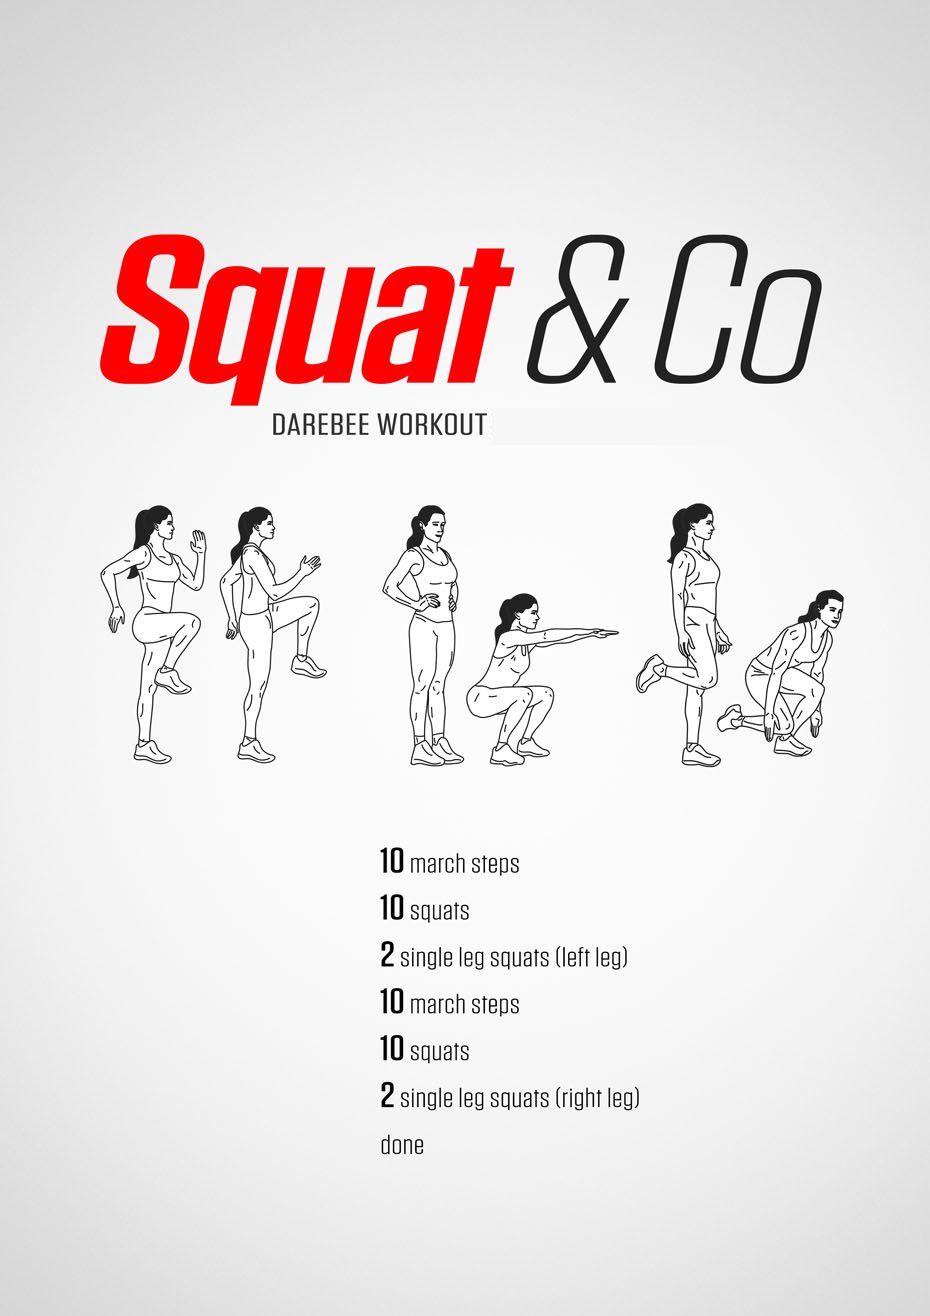 Squat & Co
DAREBEE WORKOUT
10 march steps
10 squats
2 single leg squats (left leg)
10 march steps
10 squats
2 single leg squats (right leg)
done